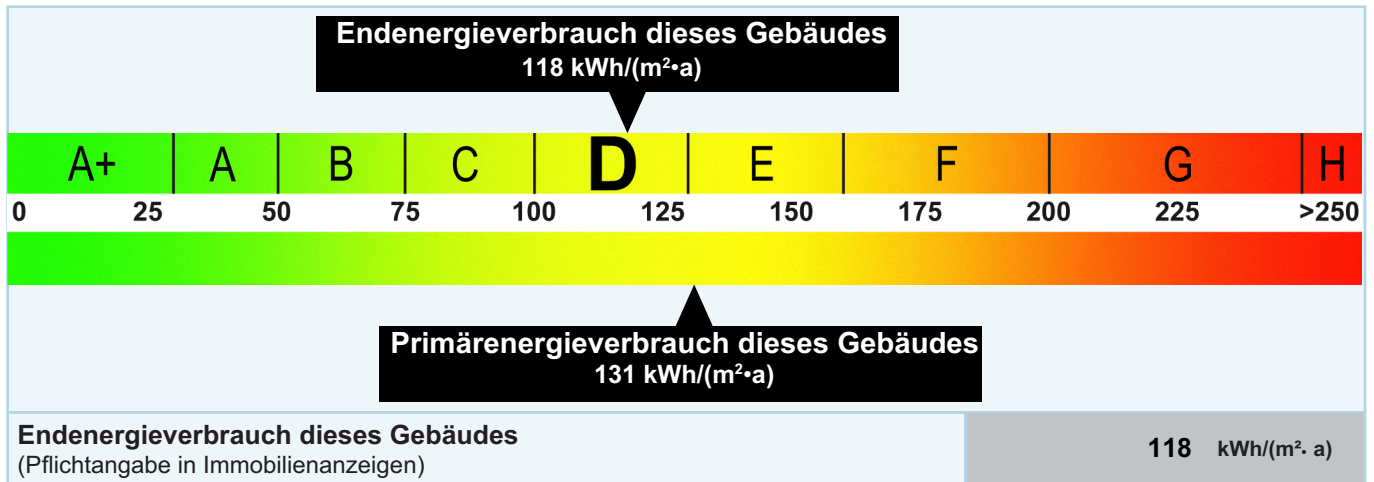 Endenergieverbrauch dieses Gebäudes
118 kWh/(m²•a)
A+ A B C D E F G H
0 25 50 75 100 125 150 175 200 225 >250
Primärenergieverbrauch dieses Gebäudes
131 kWh/(m²•a)
Endenergieverbrauch dieses Gebäudes
(Pflichtangabe in Immobilienanzeigen)
118 kWh/(m²· a)